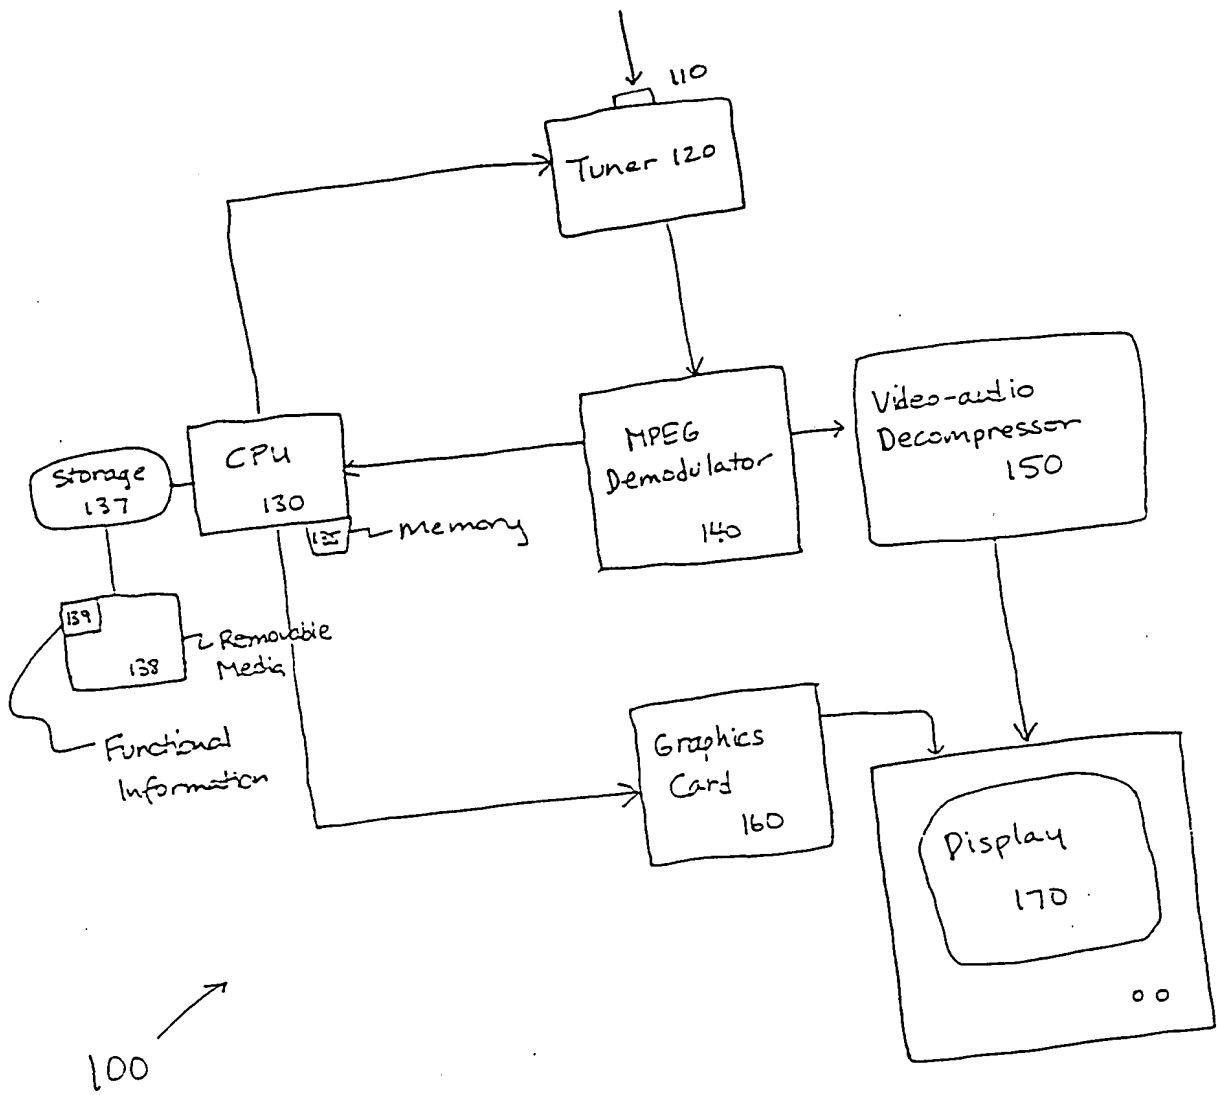 110
Tuner 120
Video-audio
Decompressor
150
MPEG
Demodulator
140
CPU
130
Storage
137
135
Memory
139
138
Removable
Media
Functional
Information
Graphics
Card
160
Display
170
100